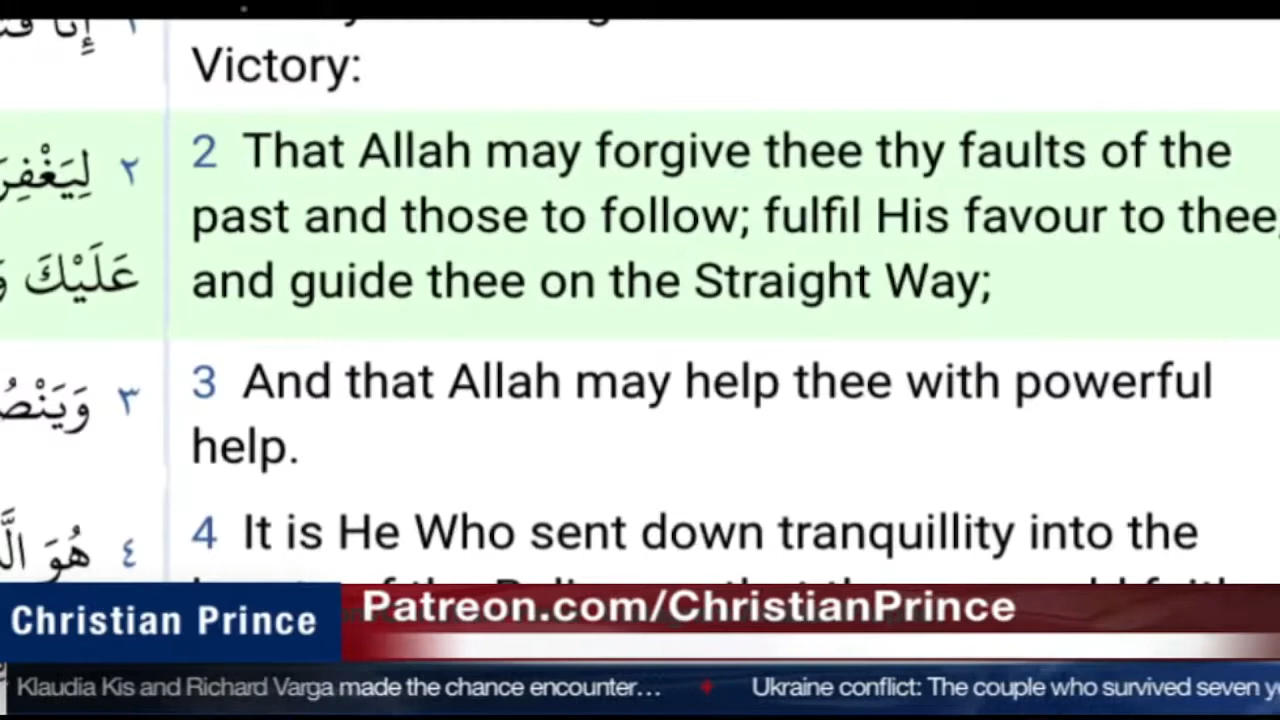 إِنَّا
Victory:
٢ لِيَغْفِرَ
عَلَيْكَ
2 That Allah may forgive thee thy faults of the
past and those to follow; fulfil His favour to thee,
and guide thee on the Straight Way;
٣
3 And that Allah may help thee with powerful
help.
٤ هُوَ
4 It is He Who sent down tranquillity into the
Christian Prince
Patreon.com/ChristianPrince
Klaudia Kis and Richard Varga made the chance encounter... ♦ Ukraine conflict: The couple who survived seven